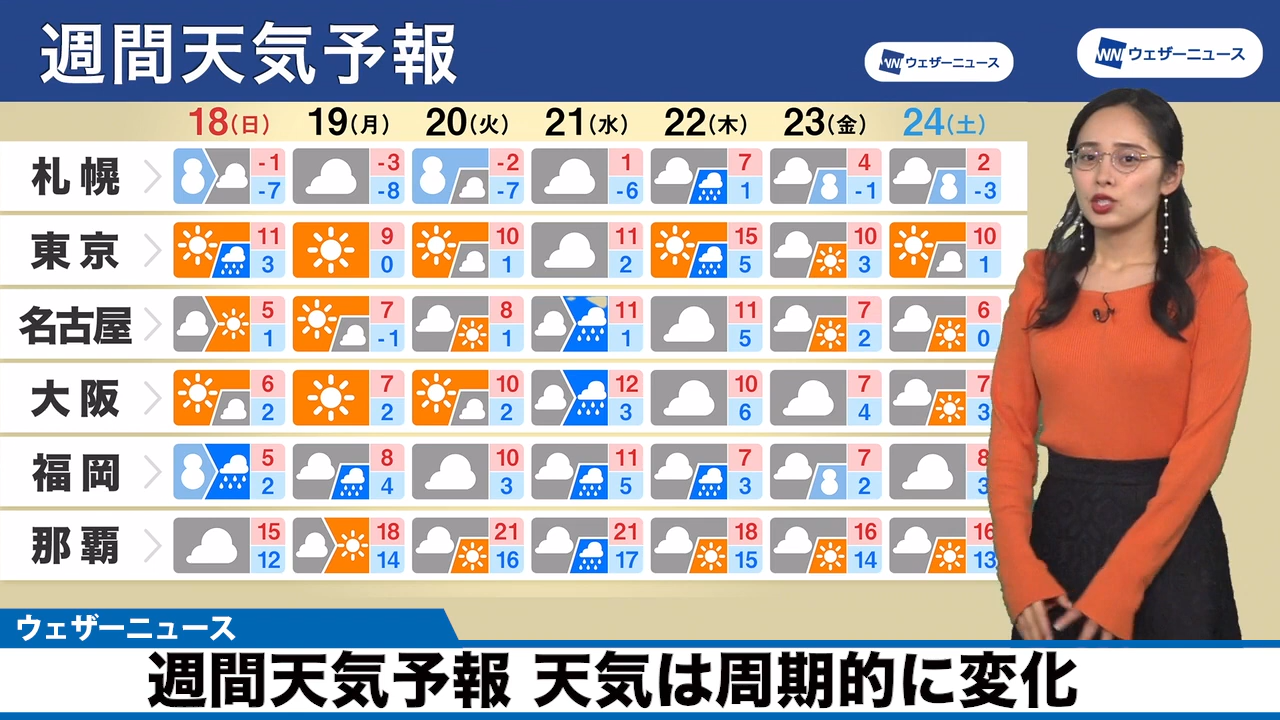 週間天気予報
ウェザーニュース
ウェザーニュース
18(日) 19(月) 20(火) 21(水) 22(木) 23(金) 24(土)
札幌 -1 -3 -2 1 7 4 2
-7 -8 -7 -6 1 -1 -3
東京 11 9 10 11 15 10 10
3 0 1 2 5 3 1
名古屋 5 7 8 11 11 7 6
1 -1 1 1 5 2 0
大阪 6 7 10 12 10 7 7
2 2 2 3 6 4 3
福岡 5 8 10 11 7 7 8
2 4 3 5 3 2 3
那覇 15 18 21 21 18 16 16
12 14 16 17 15 14 13
ウェザーニュース
週間天気予報 天気は周期的に変化